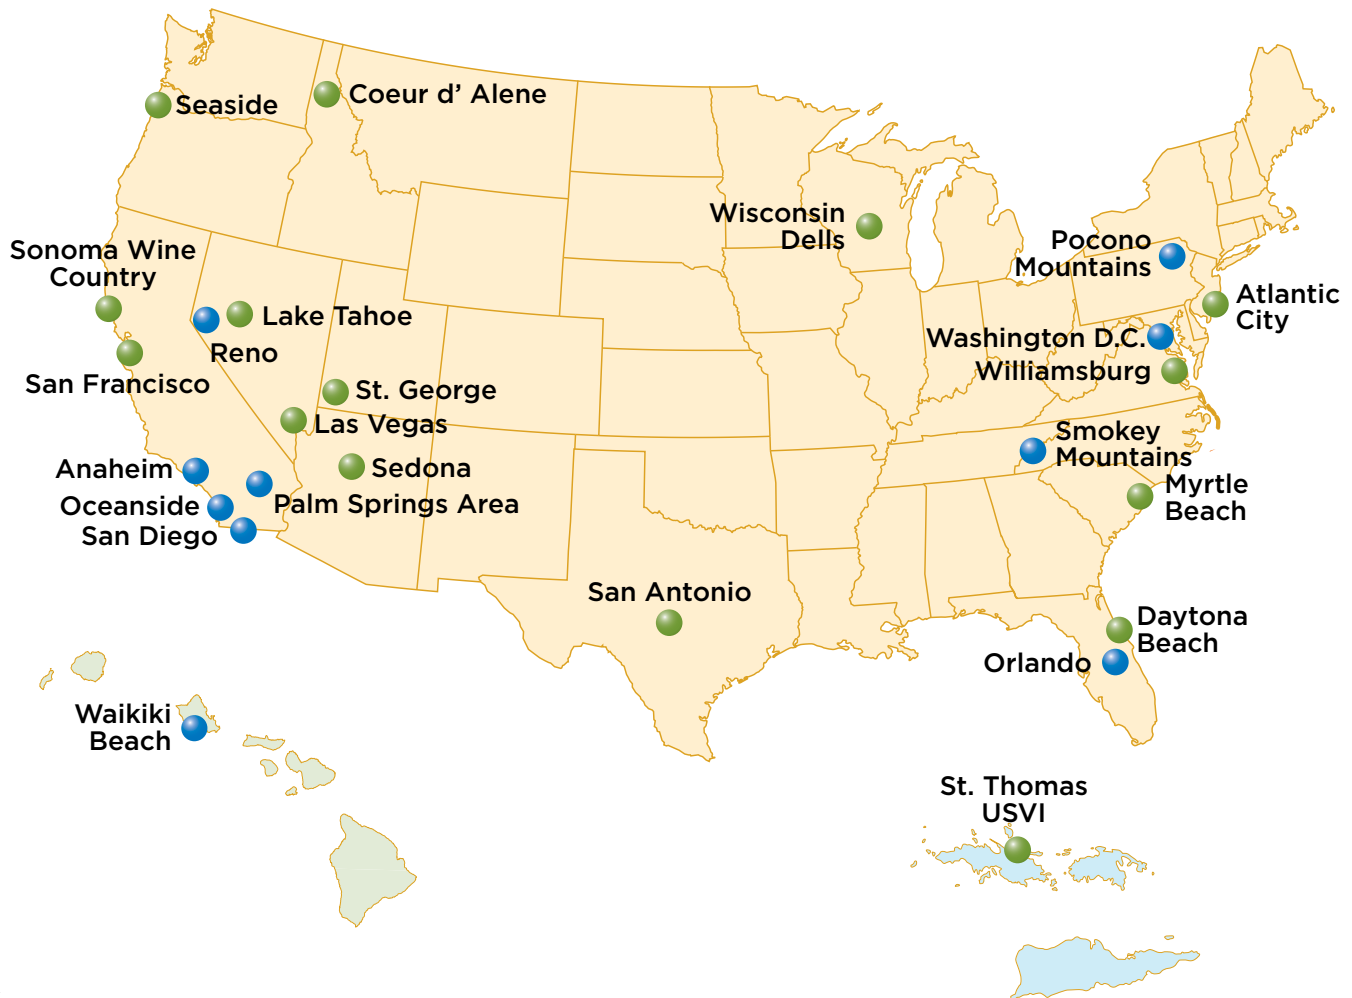 Coeur d’ Alene
Seaside
Wisconsin
Dells
Pocono
Mountains
Sonoma Wine
Country
Atlantic
City
Lake Tahoe
Washington D.C.
Reno
Williamsburg
San Francisco
St. George
Las Vegas
Smokey
Mountains
Anaheim
Sedona
Myrtle
Beach
Oceanside
Palm Springs Area
San Diego
San Antonio
Daytona
Beach
Orlando
Waikiki
Beach
St. Thomas
USVI